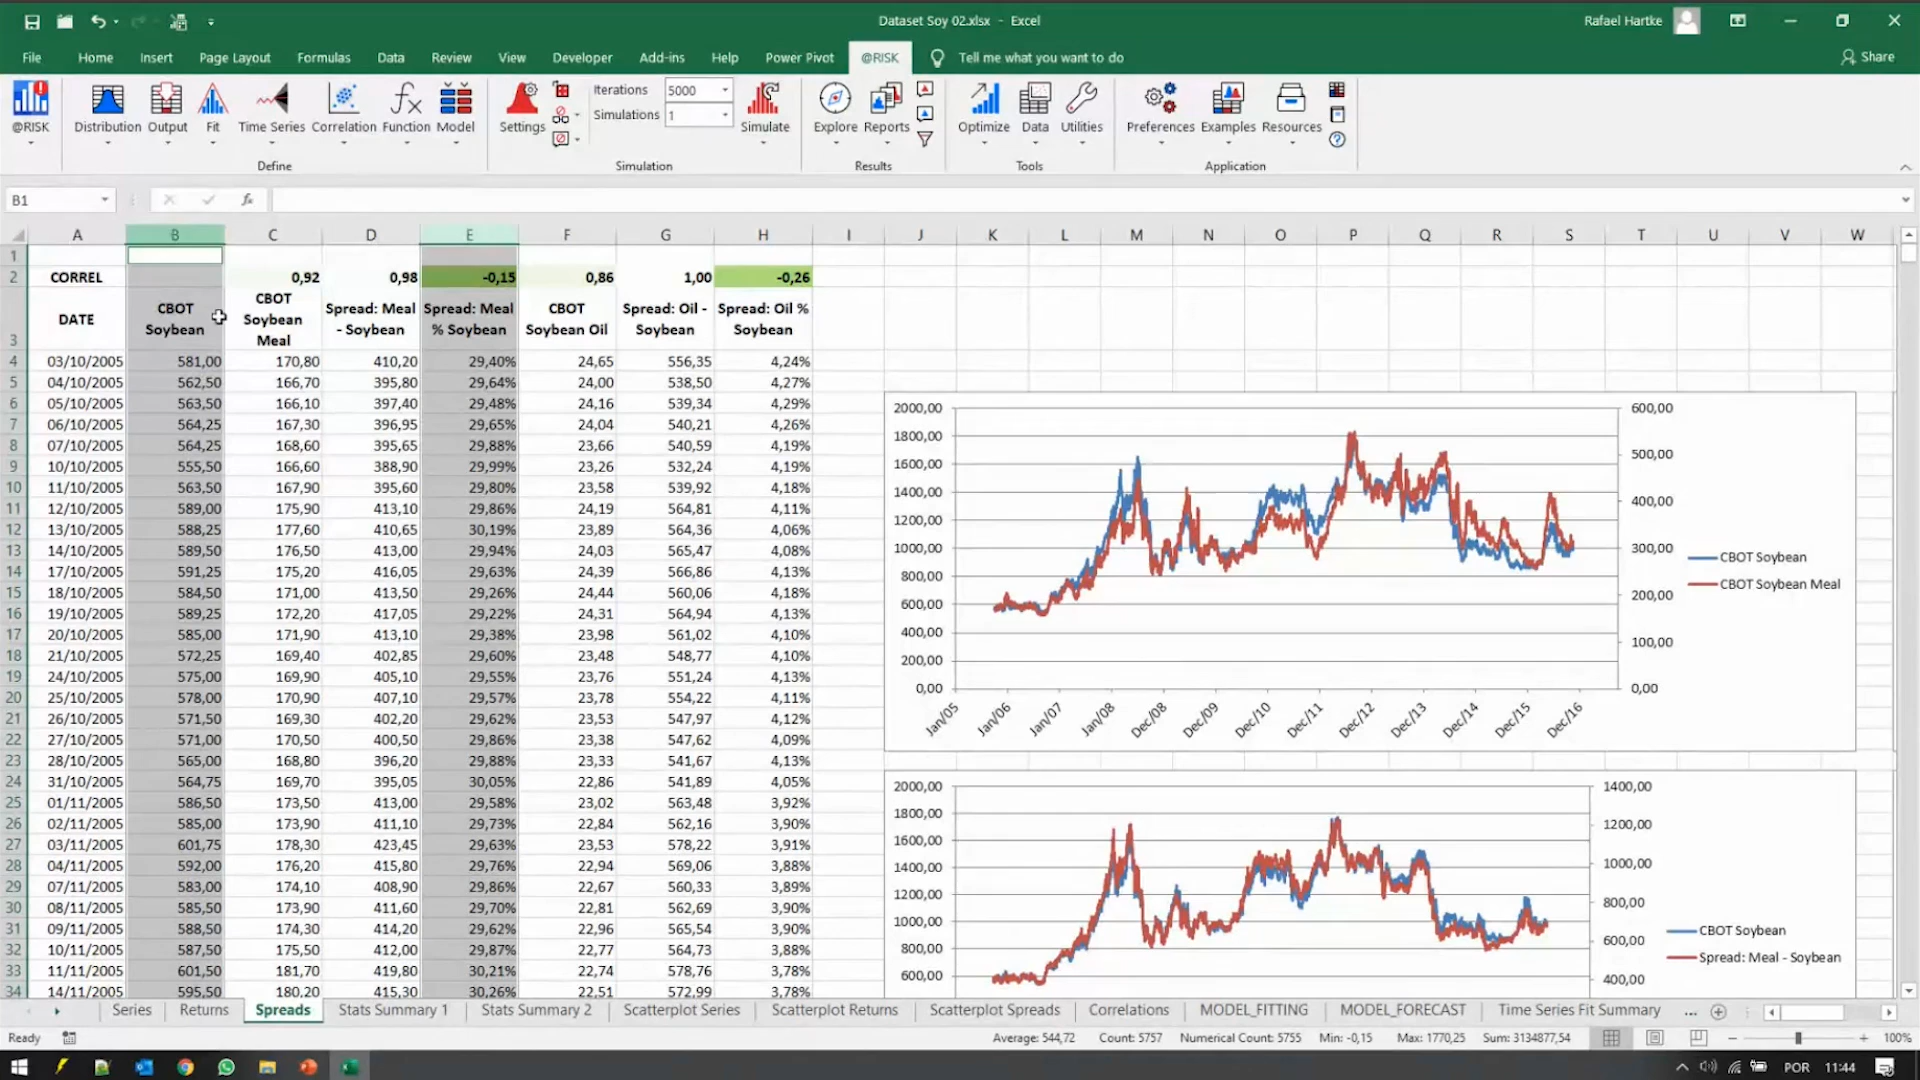 Dataset Soy 02.xlsx - Excel
Rafael Hartke
File Home Insert Page Layout Formulas Data Review View Developer Add-ins Help Power Pivot @RISK Tell me what you want to do Share
@RISK Distribution Output Fit Time Series Correlation Function Model Settings Iterations 5000 Simulations 1 Simulate Explore Reports Optimize Data Utilities Preferences Examples Resources
Define Simulation Results Tools Application
B1 fx
A B C D E F G H I J K L M N O P Q R S T U V W
1
2 CORREL 0,92 0,98 -0,15 0,86 1,00 -0,26
3 DATE CBOT Soybean CBOT Soybean Meal Spread: Meal - Soybean Spread: Meal % Soybean CBOT Soybean Oil Spread: Oil - Soybean Spread: Oil % Soybean
4 03/10/2005 581,00 170,80 410,20 29,40% 24,65 556,35 4,24%
5 04/10/2005 562,50 166,70 395,80 29,64% 24,00 538,50 4,27%
6 05/10/2005 563,50 166,10 397,40 29,48% 24,16 539,34 4,29%
7 06/10/2005 564,25 167,30 396,95 29,65% 24,04 540,21 4,26%
8 07/10/2005 564,25 168,60 395,65 29,88% 23,66 540,59 4,19%
9 10/10/2005 555,50 166,60 388,90 29,99% 23,26 532,24 4,19%
10 11/10/2005 563,50 167,90 395,60 29,80% 23,58 539,92 4,18%
11 12/10/2005 589,00 175,90 413,10 29,86% 24,19 564,81 4,11%
12 13/10/2005 588,25 177,60 410,65 30,19% 23,89 564,36 4,06%
13 14/10/2005 589,50 176,50 413,00 29,94% 24,03 565,47 4,08%
14 17/10/2005 591,25 175,20 416,05 29,63% 24,39 566,86 4,13%
15 18/10/2005 584,50 171,00 413,50 29,26% 24,44 560,06 4,18%
16 19/10/2005 589,25 172,20 417,05 29,22% 24,31 564,94 4,13%
17 20/10/2005 585,00 171,90 413,10 29,38% 23,98 561,02 4,10%
18 21/10/2005 572,25 169,40 402,85 29,60% 23,48 548,77 4,10%
19 24/10/2005 575,00 169,90 405,10 29,55% 23,76 551,24 4,13%
20 25/10/2005 578,00 170,90 407,10 29,57% 23,78 554,22 4,11%
21 26/10/2005 571,50 169,30 402,20 29,62% 23,53 547,97 4,12%
22 27/10/2005 571,00 170,50 400,50 29,86% 23,38 547,62 4,09%
23 28/10/2005 565,00 168,80 396,20 29,88% 23,33 541,67 4,13%
24 31/10/2005 564,75 169,70 395,05 30,05% 22,86 541,89 4,05%
25 01/11/2005 586,50 173,50 413,00 29,58% 23,02 563,48 3,92%
26 02/11/2005 585,00 173,90 411,10 29,73% 22,84 562,16 3,90%
27 03/11/2005 601,75 178,30 423,45 29,63% 23,53 578,22 3,91%
28 04/11/2005 592,00 176,20 415,80 29,76% 22,94 569,06 3,88%
29 07/11/2005 583,00 174,10 408,90 29,86% 22,67 560,33 3,89%
30 08/11/2005 585,50 173,90 411,60 29,70% 22,81 562,69 3,90%
31 09/11/2005 588,50 174,30 414,20 29,62% 22,96 565,54 3,90%
32 10/11/2005 587,50 175,50 412,00 29,87% 22,77 564,73 3,88%
33 11/11/2005 601,50 181,70 419,80 30,21% 22,74 578,76 3,78%
34 14/11/2005 595,50 180,20 415,30 30,26% 22,51 572,99 3,78%
2000,00 600,00
1800,00
1600,00 500,00
1400,00 400,00
1200,00
1000,00 300,00
CBOT Soybean
800,00
CBOT Soybean Meal
600,00 200,00
400,00 100,00
200,00
0,00 0,00
Jan/05 Jan/06 Jan/07 Jan/08 Dec/08 Dec/09 Dec/10 Dec/11 Dec/12 Dec/13 Dec/14 Dec/15 Dec/16
2000,00 1400,00
1800,00 1200,00
1600,00
1400,00 1000,00
1200,00 800,00
1000,00
CBOT Soybean
800,00 600,00
Spread: Meal - Soybean
600,00 400,00
Series Returns Spreads Stats Summary 1 Stats Summary 2 Scatterplot Series Scatterplot Returns Scatterplot Spreads Correlations MODEL_FITTING MODEL_FORECAST Time Series Fit Summary ...
Ready Average: 544,72 Count: 5757 Numerical Count: 5755 Min: -0,15 Max: 1770,25 Sum: 3134877,54 100%
POR 11:44